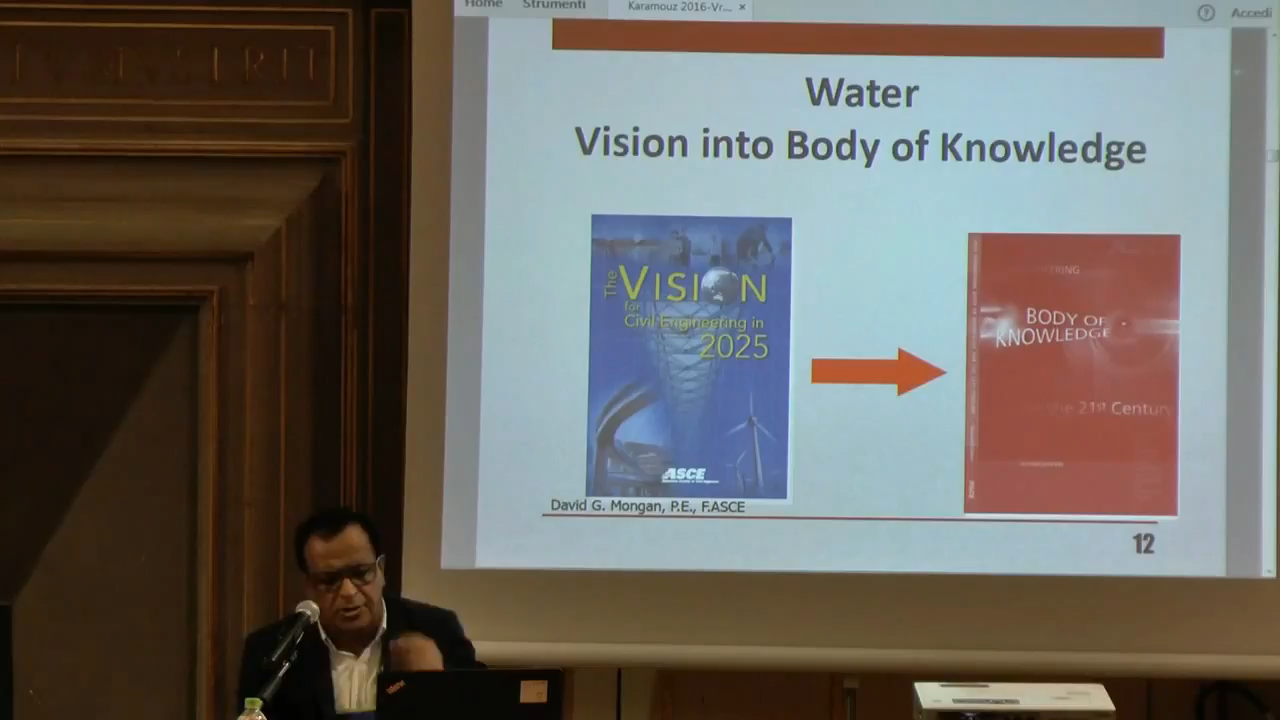 Home Strumenti Karamouz 2016-Vr... × ? Accedi
Water
Vision into Body of Knowledge
The VISION
for
Civil Engineering in
2025
ASCE
BODY OF
KNOWLEDGE
the 21st Century
David G. Mongan, P.E., F.ASCE
12